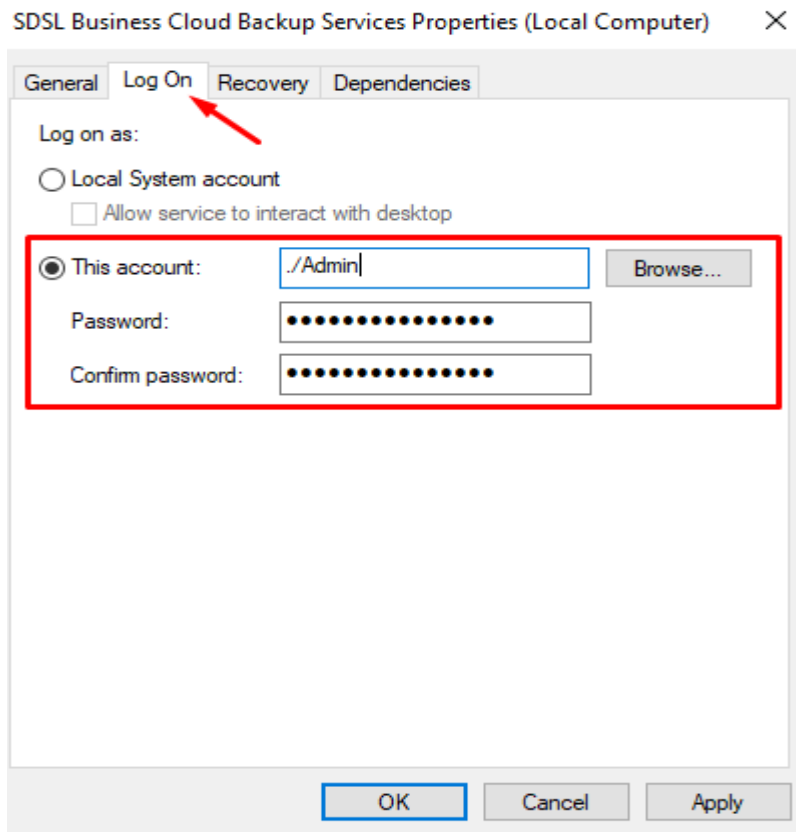 SDSL Business Cloud Backup Services Properties (Local Computer)
General Log On Recovery Dependencies
Log on as:
Local System account
Allow service to interact with desktop
This account: ./Admin Browse...
Password: ●●●●●●●●●●●●●●●
Confirm password: ●●●●●●●●●●●●●●●
OK Cancel Apply